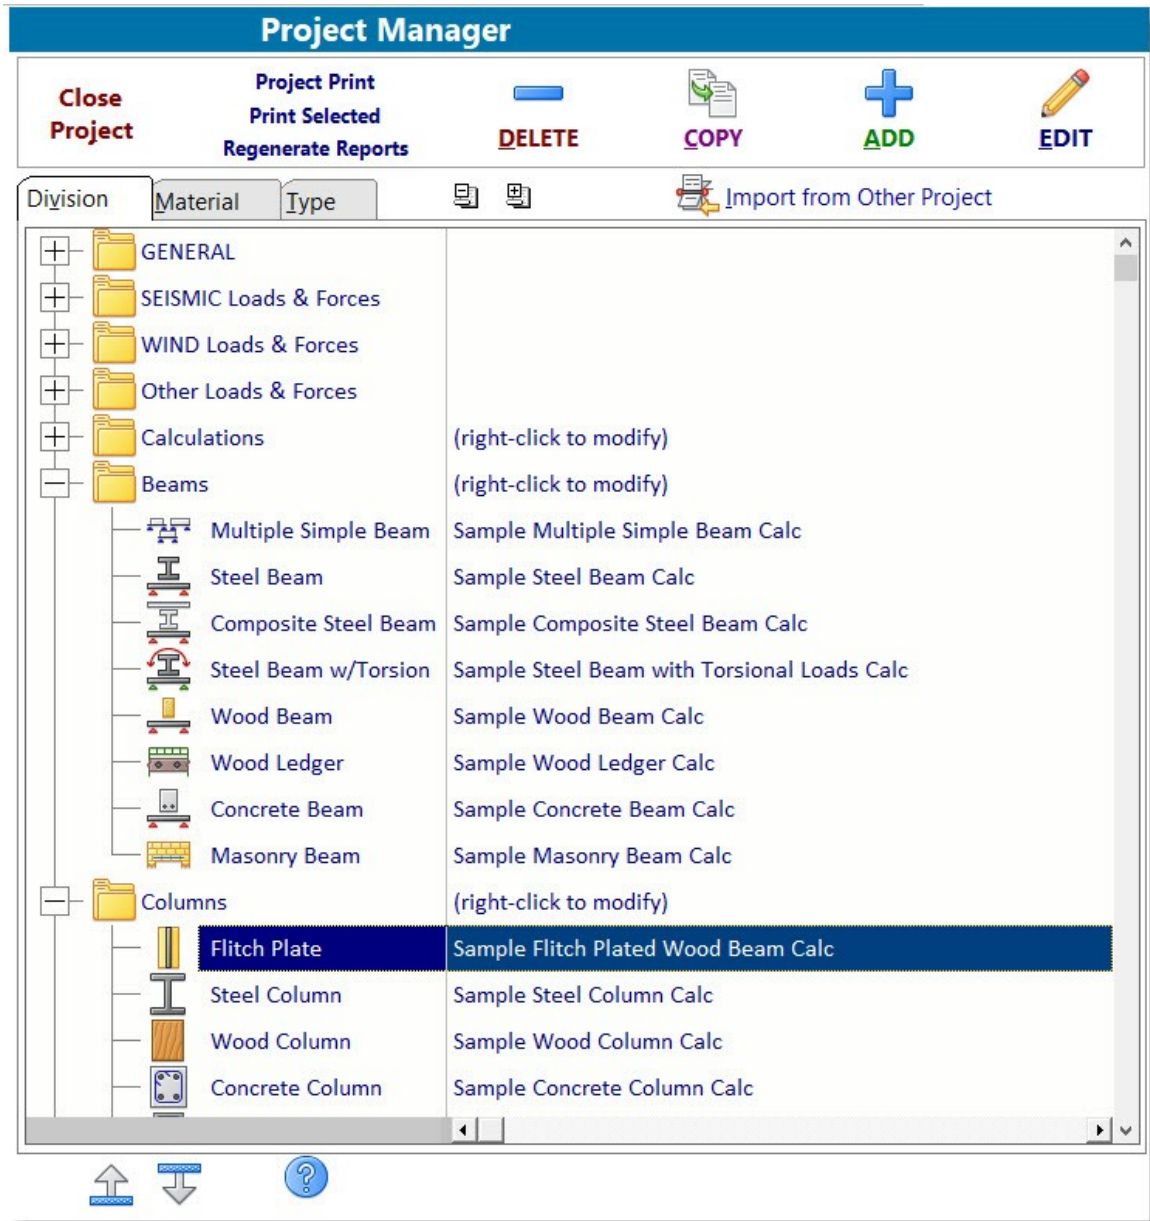 Project Manager
Close Project
Project Print
Print Selected
Regenerate Reports
DELETE
COPY
ADD
EDIT
Division Material Type Import from Other Project
GENERAL
SEISMIC Loads & Forces
WIND Loads & Forces
Other Loads & Forces
Calculations (right-click to modify)
Beams (right-click to modify)
Multiple Simple Beam Sample Multiple Simple Beam Calc
Steel Beam Sample Steel Beam Calc
Composite Steel Beam Sample Composite Steel Beam Calc
Steel Beam w/Torsion Sample Steel Beam with Torsional Loads Calc
Wood Beam Sample Wood Beam Calc
Wood Ledger Sample Wood Ledger Calc
Concrete Beam Sample Concrete Beam Calc
Masonry Beam Sample Masonry Beam Calc
Columns (right-click to modify)
Flitch Plate Sample Flitch Plated Wood Beam Calc
Steel Column Sample Steel Column Calc
Wood Column Sample Wood Column Calc
Concrete Column Sample Concrete Column Calc
?